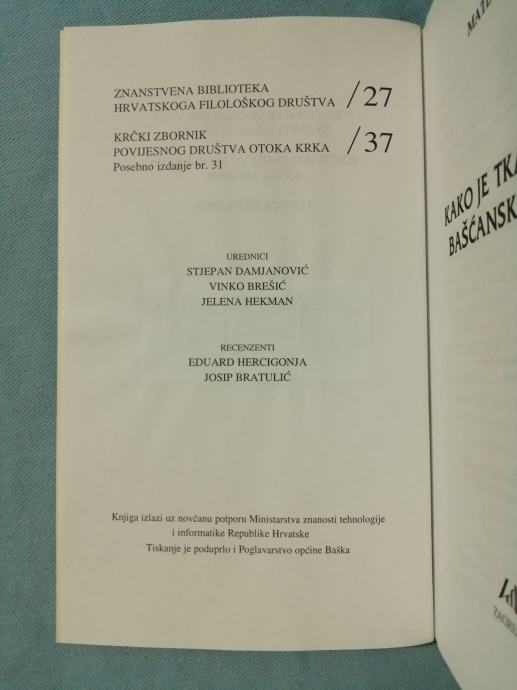 ZNANSTVENA BIBLIOTEKA
HRVATSKOGA FILOLOŠKOG DRUŠTVA /27
KRČKI ZBORNIK
POVIJESNOG DRUŠTVA OTOKA KRKA /37
Posebno izdanje br. 31
UREDNICI
STJEPAN DAMJANOVIĆ
VINKO BREŠIĆ
JELENA HEKMAN
RECENZENTI
EDUARD HERCIGONJA
JOSIP BRATULIĆ
Knjiga izlazi uz novčanu potporu Ministarstva znanosti tehnologije
i informatike Republike Hrvatske
Tiskanje je poduprlo i Poglavarstvo općine Baška
KAKO JE